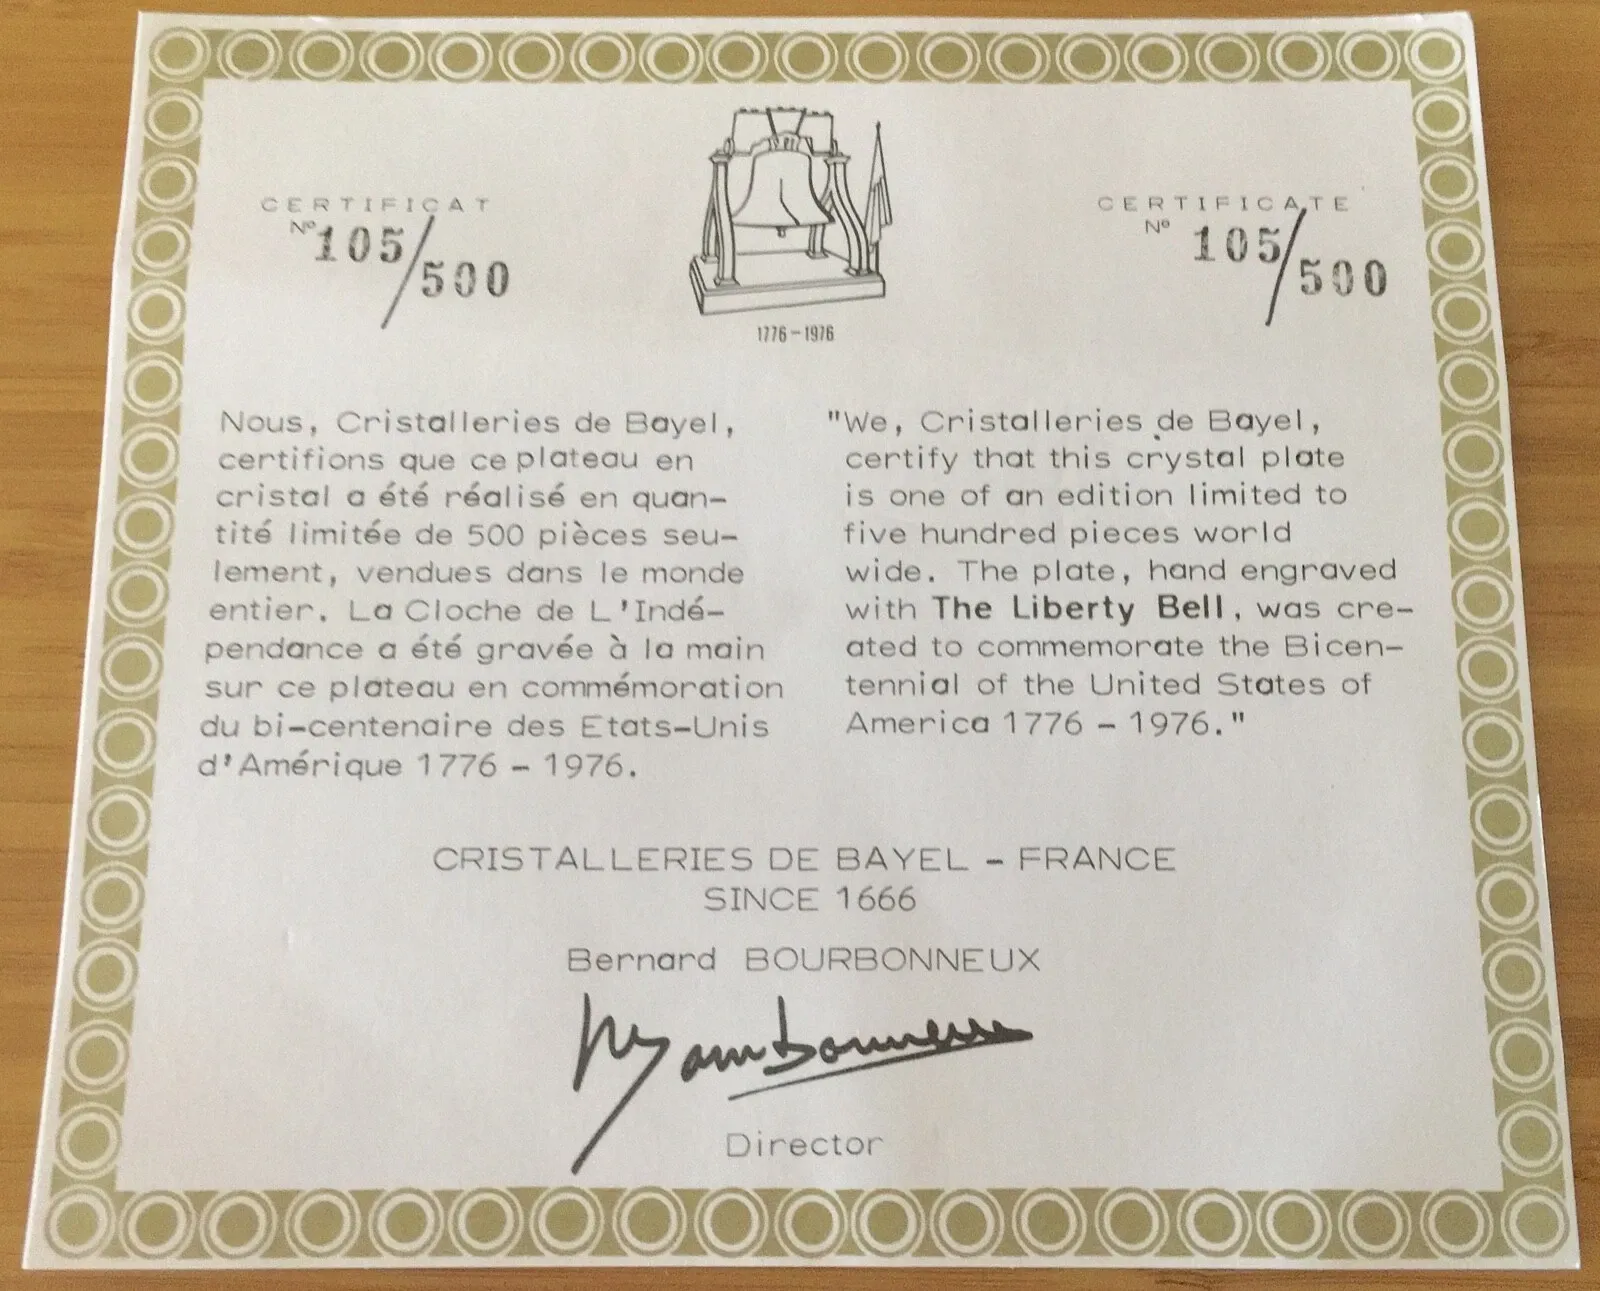 CERTIFICAT
Nº 105/500
CERTIFICATE
Nº 105/500
1776-1976
Nous, Cristalleries de Bayel,
certifions que ce plateau en
cristal a été réalisé en quan-
tité limitée de 500 pièces seu-
lement, vendues dans le monde
entier. La Cloche de L'Indé-
pendance a été gravée à la main
sur ce plateau en commémoration
du bi-centenaire des Etats-Unis
d'Amérique 1776 - 1976.
"We, Cristalleries de Bayel,
certify that this crystal plate
is one of an edition limited to
five hundred pieces world
wide. The plate, hand engraved
with The Liberty Bell, was cre-
ated to commemorate the Bicen-
tennial of the United States of
America 1776 - 1976."
CRISTALLERIES DE BAYEL - FRANCE
SINCE 1666
Bernard BOURBONNEUX
Director